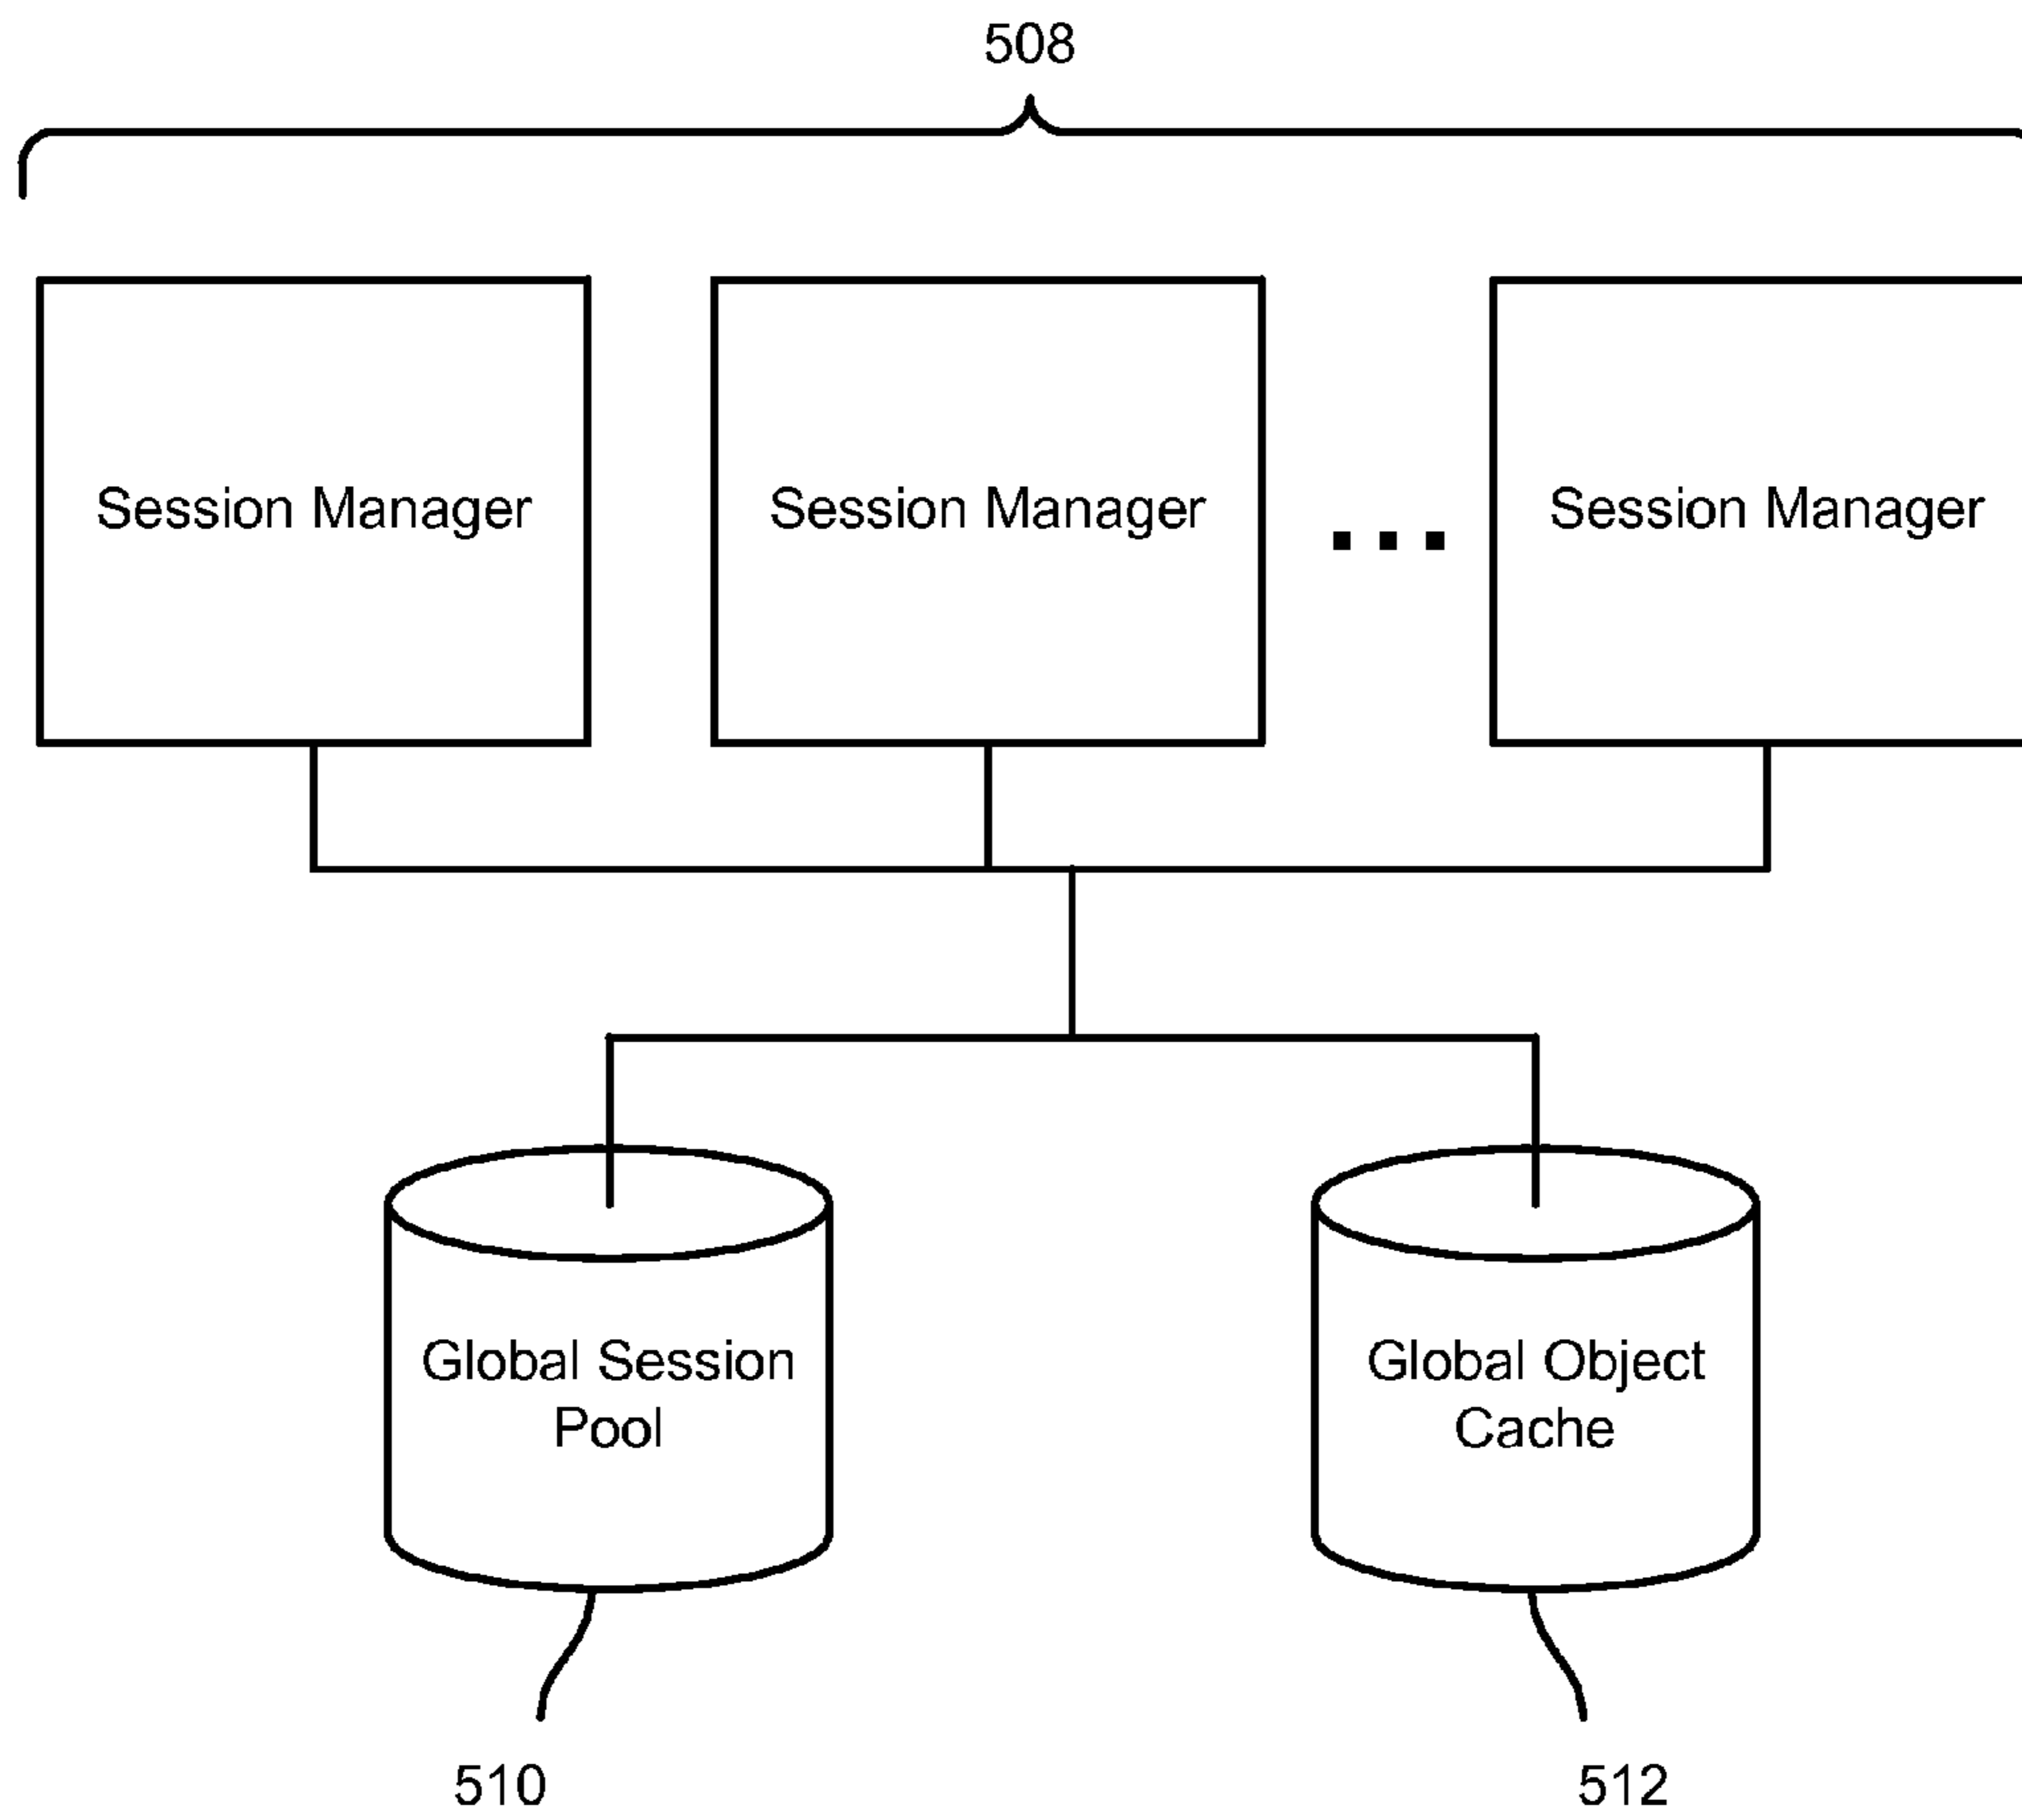 508
Session Manager
Session Manager
Session Manager
Global Session
Pool
Global Object
Cache
510
512